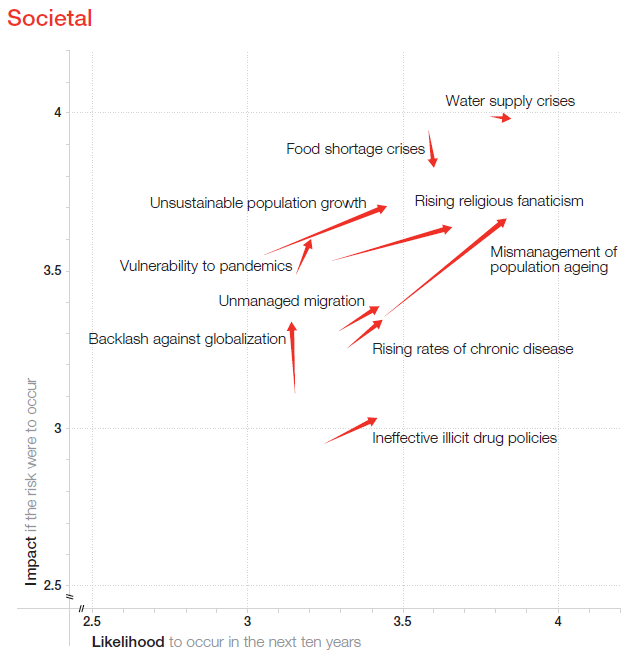 Societal
Water supply crises
4
Food shortage crises
Unsustainable population growth
Rising religious fanaticism
Mismanagement of
population ageing
Vulnerability to pandemics
3.5
Unmanaged migration
Backlash against globalization
Rising rates of chronic disease
3
Ineffective illicit drug policies
Impact if the risk were to occur
2.5
2.5 3 3.5 4
Likelihood to occur in the next ten years